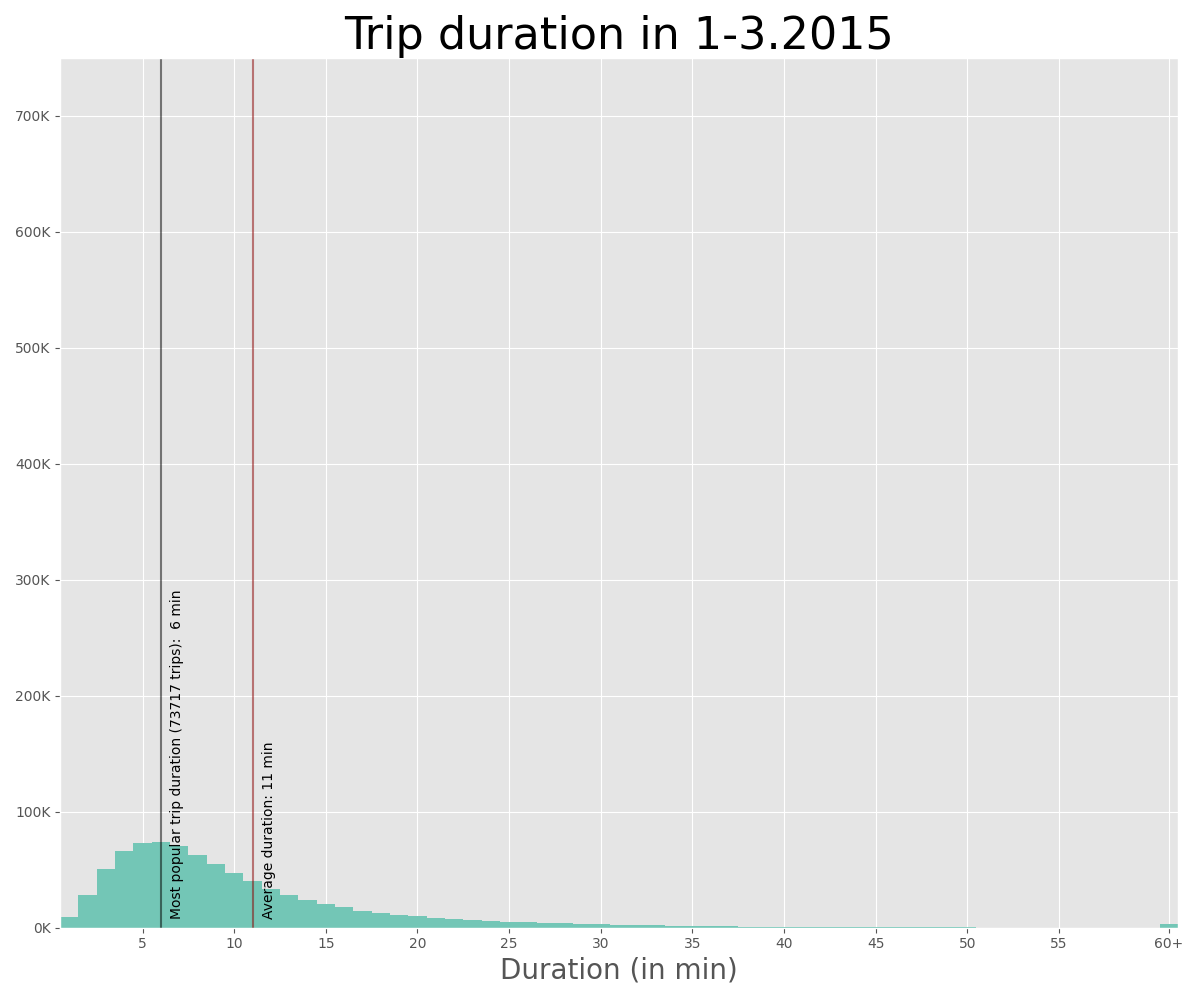 Trip duration in 1-3.2015
700K
600K
500K
400K
300K
200K
100K
0K
Most popular trip duration (73717 trips):  6 min
Average duration: 11 min
5 10 15 20 25 30 35 40 45 50 55 60+
Duration (in min)